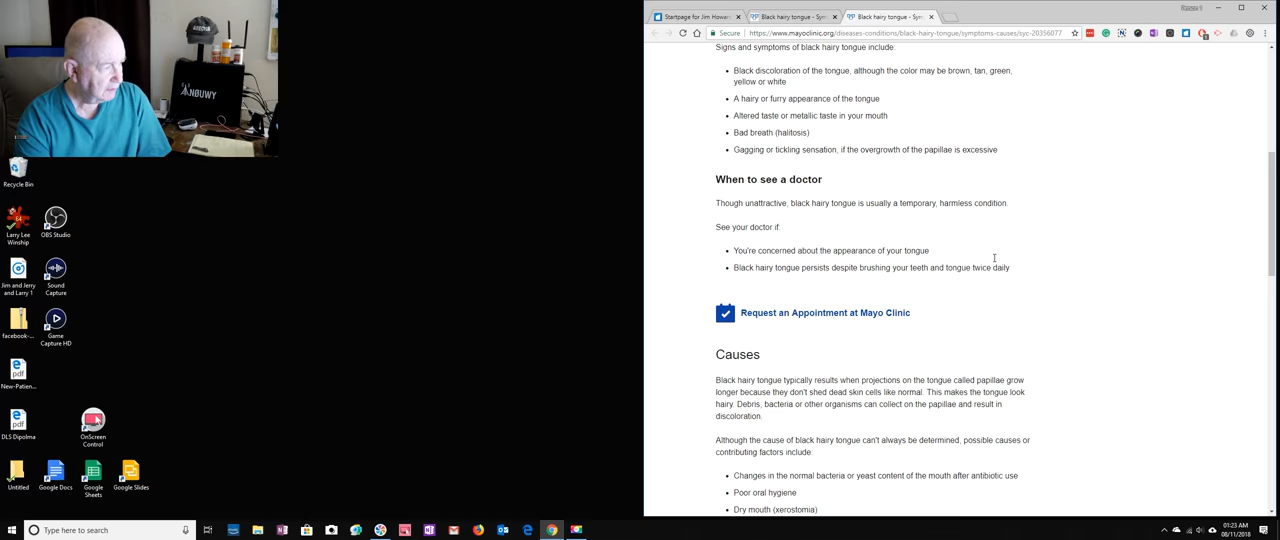 Startpage for Jim Howar
Black hairy tongue - Sym
Black hairy tongue - Sym
Secure
https://www.mayoclinic.org/diseases-conditions/black-hairy-tongue/symptoms-causes/syc-20356077
Signs and symptoms of black hairy tongue include:
Black discoloration of the tongue, although the color may be brown, tan, green,
yellow or white
A hairy or furry appearance of the tongue
Altered taste or metallic taste in your mouth
Bad breath (halitosis)
Gagging or tickling sensation, if the overgrowth of the papillae is excessive
When to see a doctor
Though unattractive, black hairy tongue is usually a temporary, harmless condition.
See your doctor if:
You're concerned about the appearance of your tongue
Black hairy tongue persists despite brushing your teeth and tongue twice daily
Request an Appointment at Mayo Clinic
Causes
Black hairy tongue typically results when projections on the tongue called papillae grow
longer because they don't shed dead skin cells like normal. This makes the tongue look
hairy. Debris, bacteria or other organisms can collect on the papillae and result in
discoloration.
Although the cause of black hairy tongue can't always be determined, possible causes or
contributing factors include:
Changes in the normal bacteria or yeast content of the mouth after antibiotic use
Poor oral hygiene
Dry mouth (xerostomia)
ANØUWY
Recycle Bin
Larry Lee
Winship
OBS Studio
Jim and Jerry
and Larry 1
Sound
Capture
facebook-...
Game
Capture HD
New-Patien...
DLS Dipolma
OnScreen
Control
Untitled
Google Docs
Google
Sheets
Google Slides
Type here to search
01:23 AM
08/11/2018